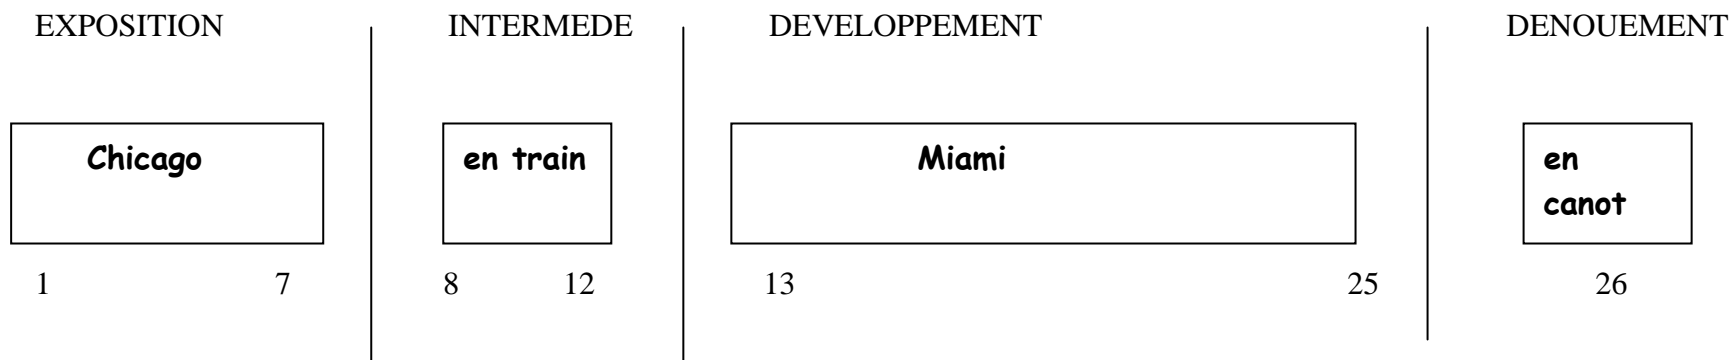 EXPOSITION INTERMEDE DEVELOPPEMENT DENOUEMENT
Chicago en train Miami en
canot
1 7 8 12 13 25 26